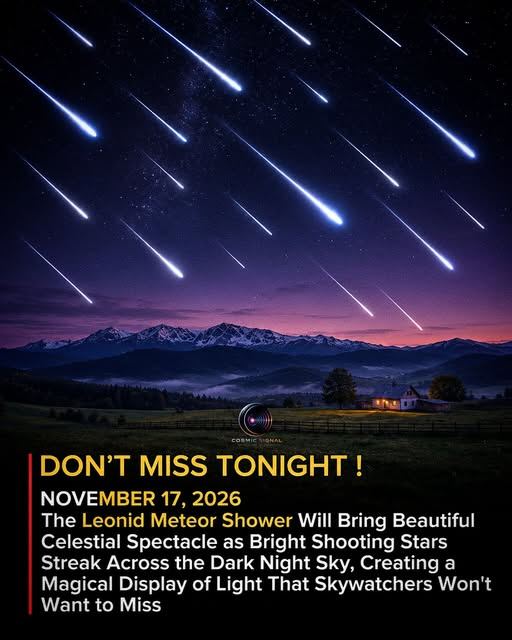 COSMIC SIGNAL
DON'T MISS TONIGHT !
NOVEMBER 17, 2026
The Leonid Meteor Shower Will Bring Beautiful
Celestial Spectacle as Bright Shooting Stars
Streak Across the Dark Night Sky, Creating a
Magical Display of Light That Skywatchers Won't
Want to Miss